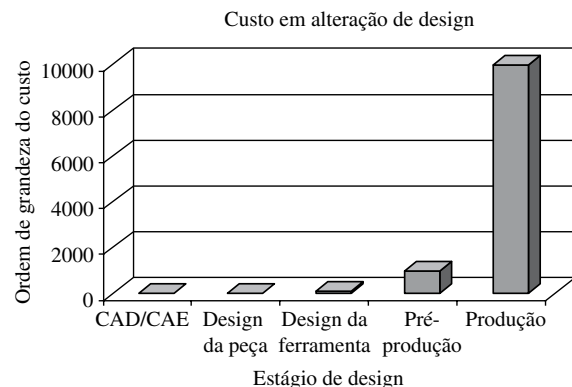 Custo em alteração de design
Ordem de grandeza do custo
10000
8000
6000
4000
2000
0
CAD/CAE
Design
da peça
Design da
ferramenta
Pré-
produção
Produção
Estágio de design